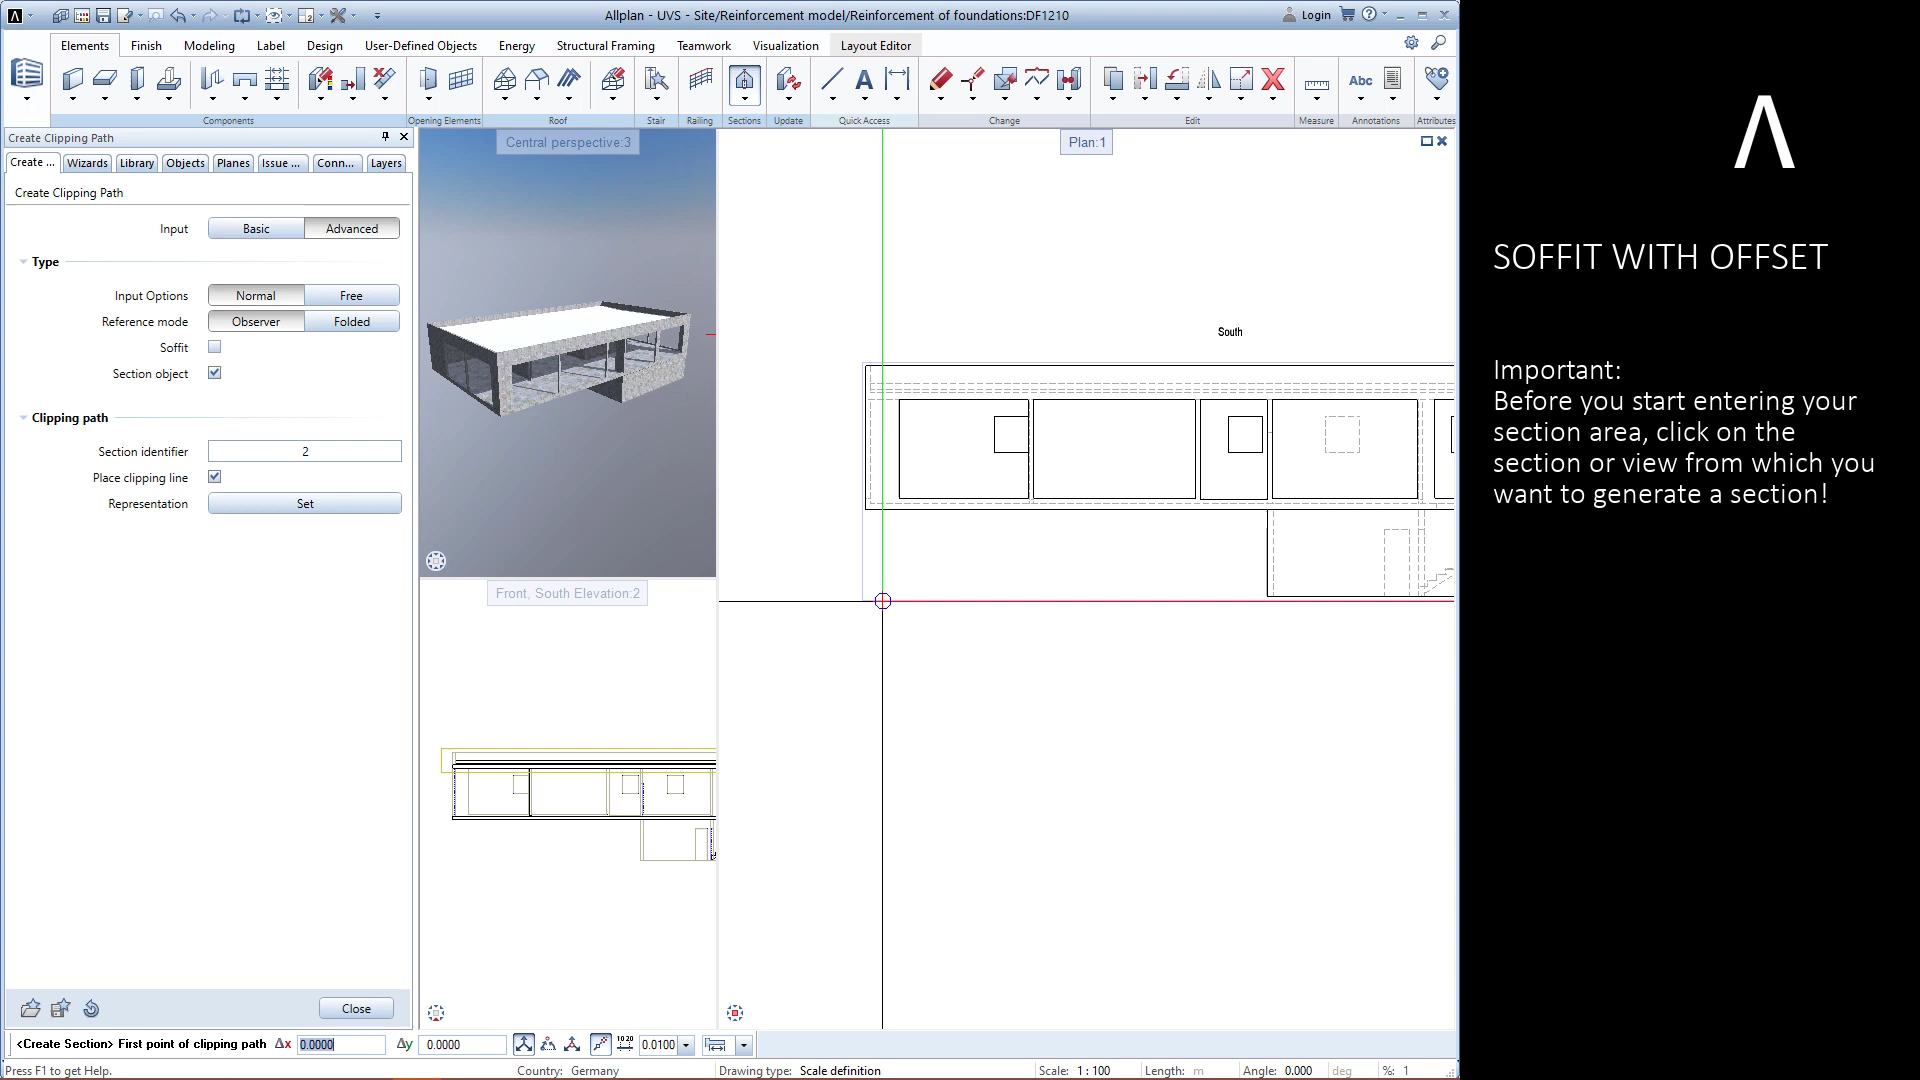 Allplan - UVS - Site/Reinforcement model/Reinforcement of foundations:DF1210
Login
Elements
Finish
Modeling
Label
Design
User-Defined Objects
Energy
Structural Framing
Teamwork
Visualization
Layout Editor
Abc
Components
Opening Elements
Roof
Stair
Railing
Sections
Update
Quick Access
Change
Edit
Measure
Annotations
Attributes
Create Clipping Path
Create ...
Wizards
Library
Objects
Planes
Issue ...
Conn...
Layers
Create Clipping Path
Input
Basic
Advanced
Type
Input Options
Normal
Free
Reference mode
Observer
Folded
Soffit
Section object
Clipping path
Section identifier
2
Place clipping line
Representation
Set
Close
Central perspective:3
Front, South Elevation:2
Plan:1
South
SOFFIT WITH OFFSET
Important:
Before you start entering your
section area, click on the
section or view from which you
want to generate a section!
<Create Section> First point of clipping path
Δx
0.0000
Δy
0.0000
10 20
0.0100
Press F1 to get Help.
Country: Germany
Drawing type: Scale definition
Scale: 1 : 100
Length: m
Angle: 0.000 deg
%: 1